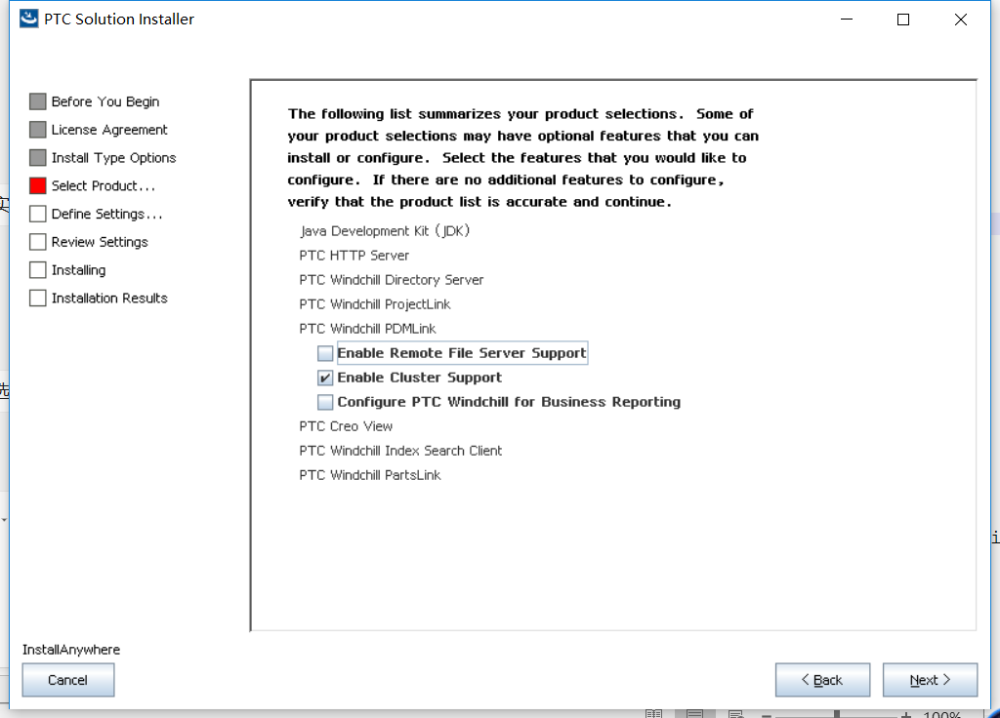 PTC Solution Installer
Before You Begin
License Agreement
Install Type Options
Select Product...
Define Settings...
Review Settings
Installing
Installation Results
The following list summarizes your product selections.  Some of
your product selections may have optional features that you can
install or configure.  Select the features that you would like to
configure.  If there are no additional features to configure,
verify that the product list is accurate and continue.
Java Development Kit (JDK)
PTC HTTP Server
PTC Windchill Directory Server
PTC Windchill ProjectLink
PTC Windchill PDMLink
Enable Remote File Server Support
Enable Cluster Support
Configure PTC Windchill for Business Reporting
PTC Creo View
PTC Windchill Index Search Client
PTC Windchill PartsLink
InstallAnywhere
Cancel
< Back
Next >
100%